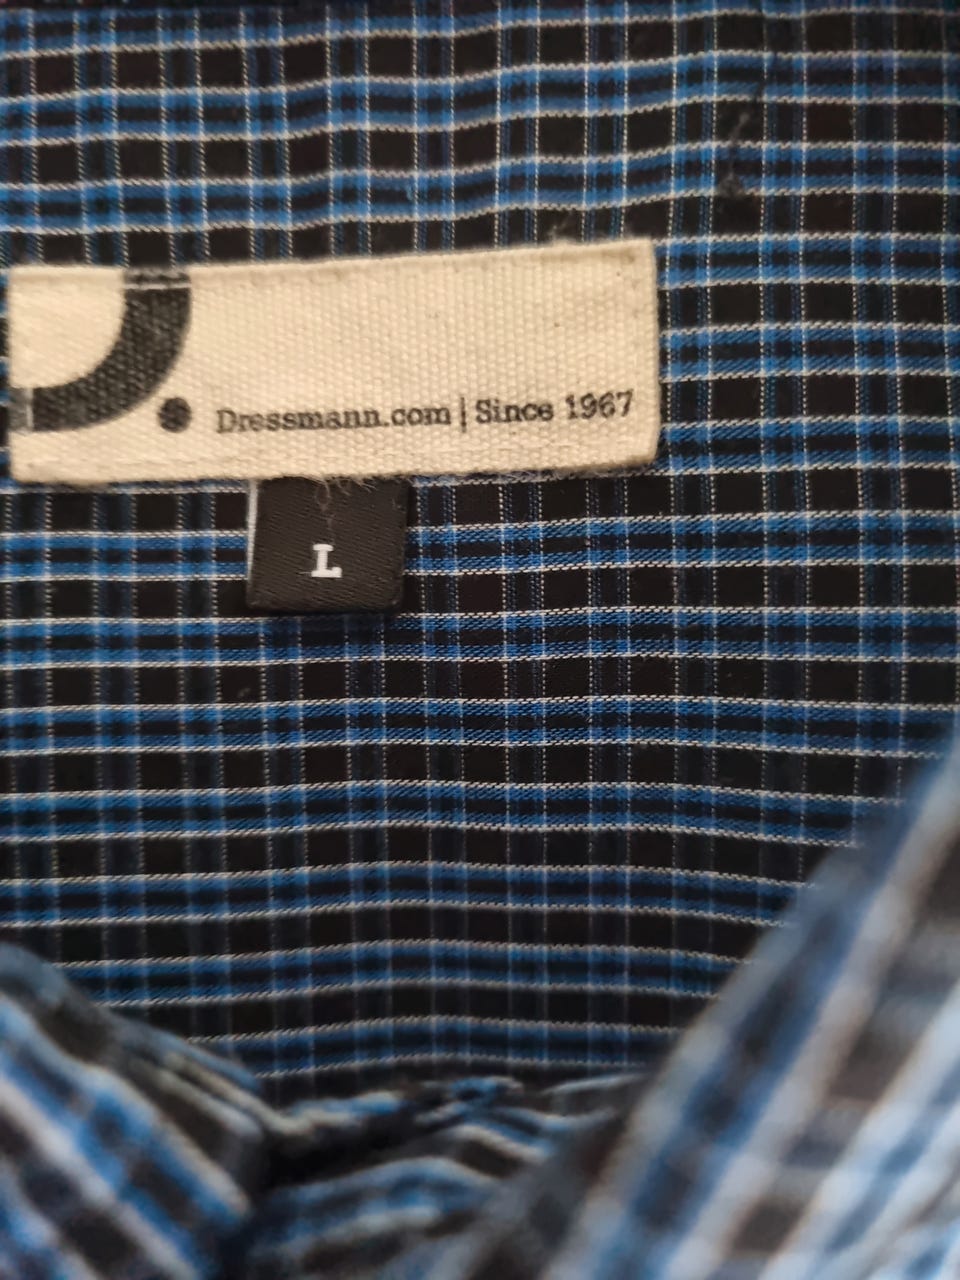 D.
Dressmann.com | Since 1967
L